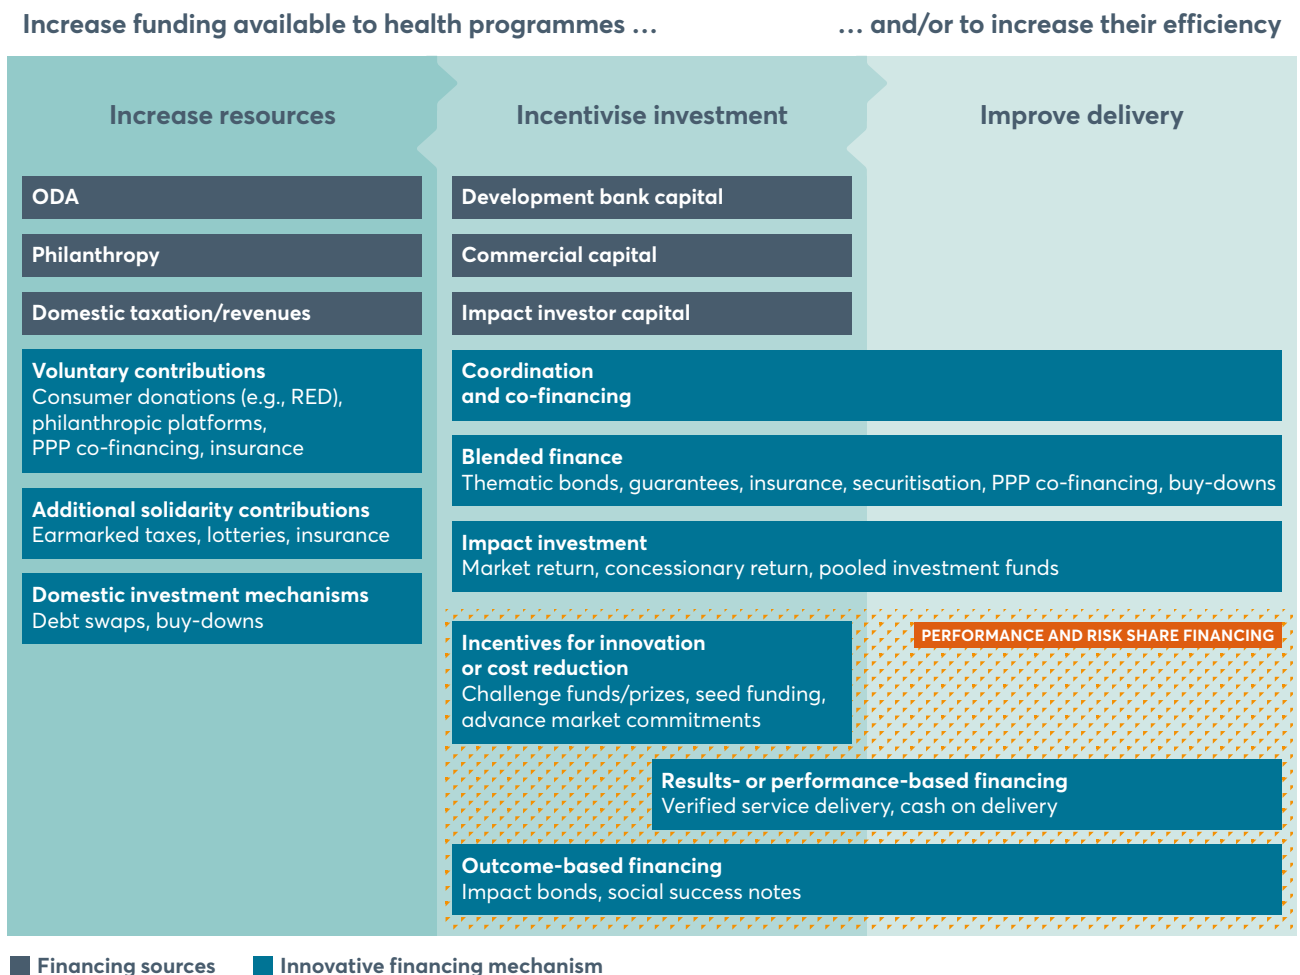 Increase funding available to health programmes …
… and/or to increase their efficiency
Increase resources
Incentivise investment
Improve delivery
ODA
Philanthropy
Domestic taxation/revenues
Voluntary contributions
Consumer donations (e.g., RED),
philanthropic platforms,
PPP co-financing, insurance
Additional solidarity contributions
Earmarked taxes, lotteries, insurance
Domestic investment mechanisms
Debt swaps, buy-downs
Development bank capital
Commercial capital
Impact investor capital
Coordination
and co-financing
Blended finance
Thematic bonds, guarantees, insurance, securitisation, PPP co-financing, buy-downs
Impact investment
Market return, concessionary return, pooled investment funds
Incentives for innovation
or cost reduction
Challenge funds/prizes, seed funding,
advance market commitments
PERFORMANCE AND RISK SHARE FINANCING
Results- or performance-based financing
Verified service delivery, cash on delivery
Outcome-based financing
Impact bonds, social success notes
Financing sources
Innovative financing mechanism